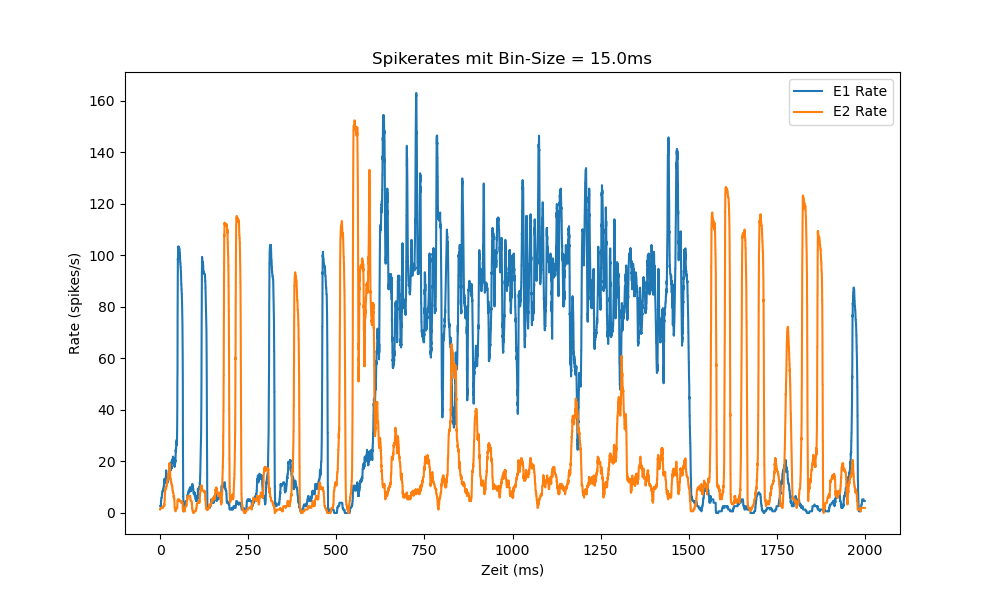 Spikerates mit Bin-Size = 15.0ms
E1 Rate
E2 Rate
Rate (spikes/s)
160
140
120
100
80
60
40
20
0
0 250 500 750 1000 1250 1500 1750 2000
Zeit (ms)